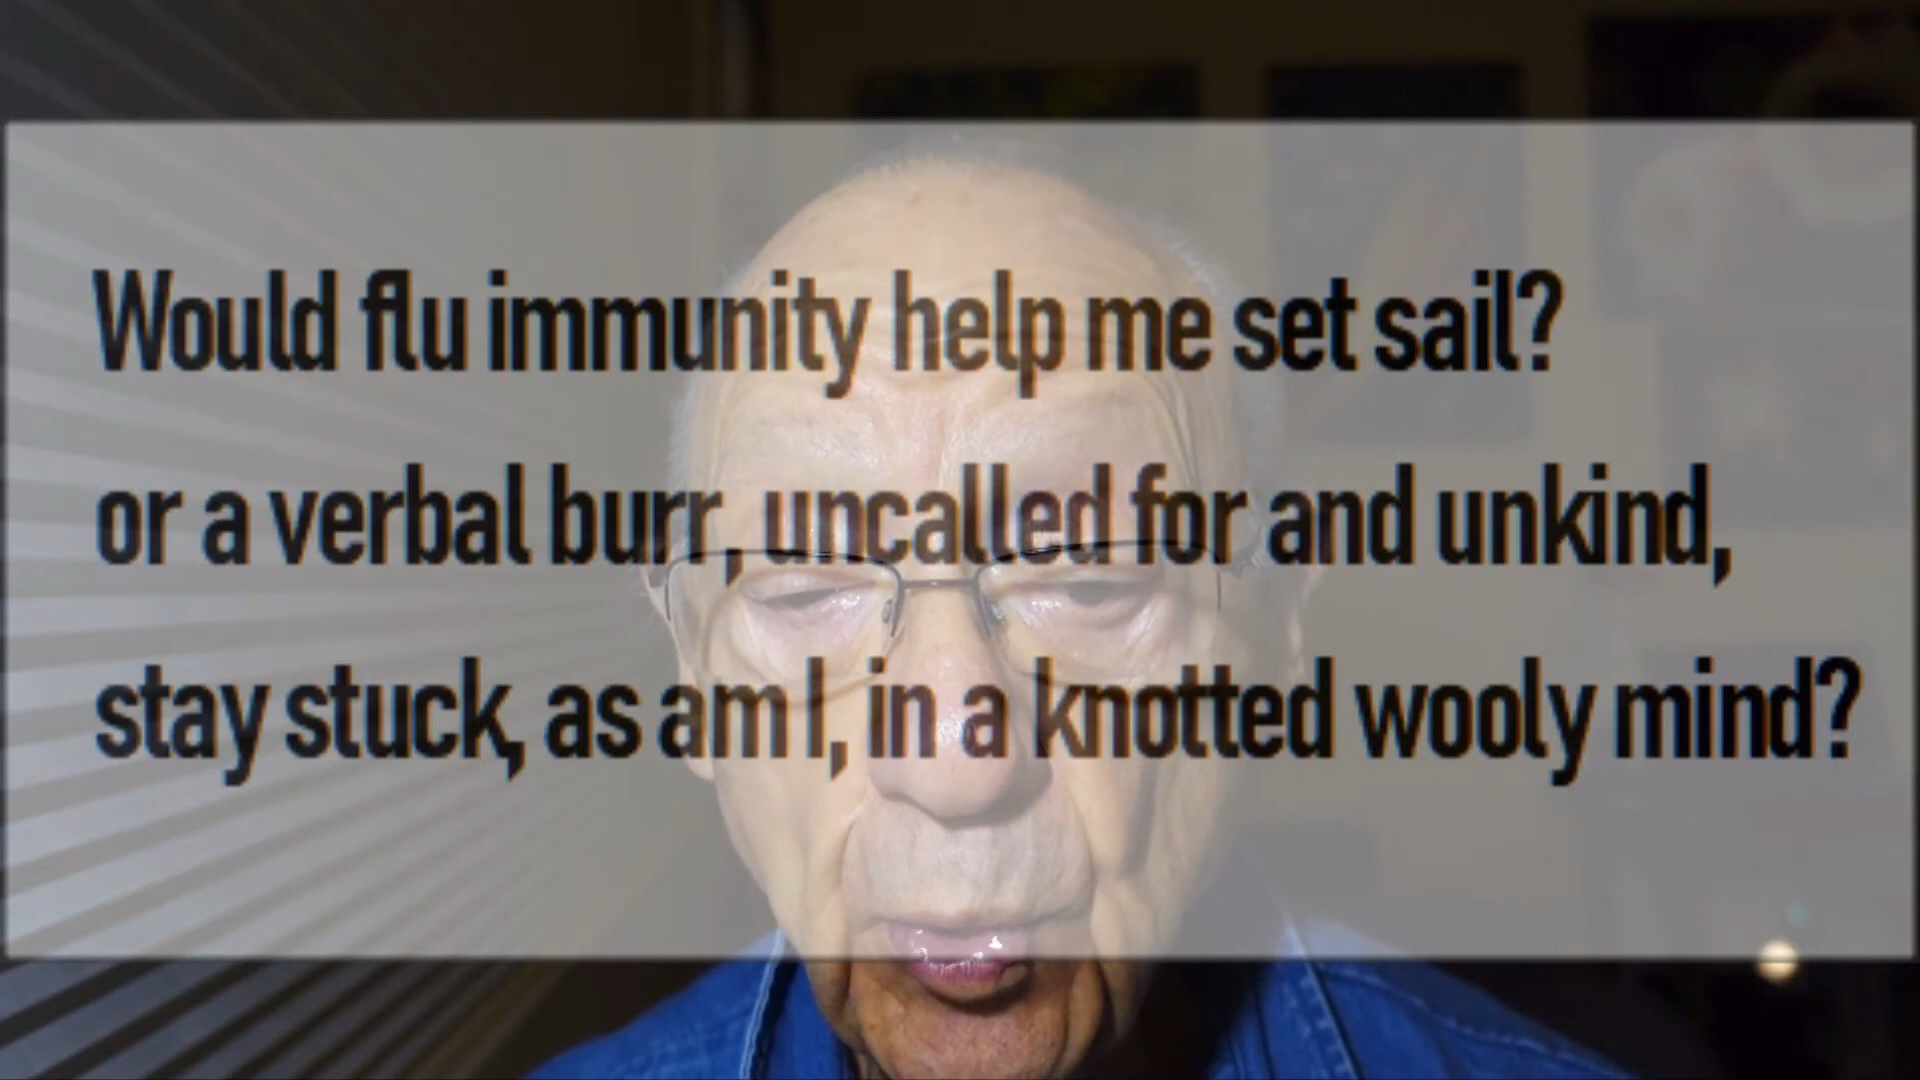 Would flu immunity help me set sail?
or a verbal burr, uncalled for and unkind,
stay stuck, as am I, in a knotted wooly mind?